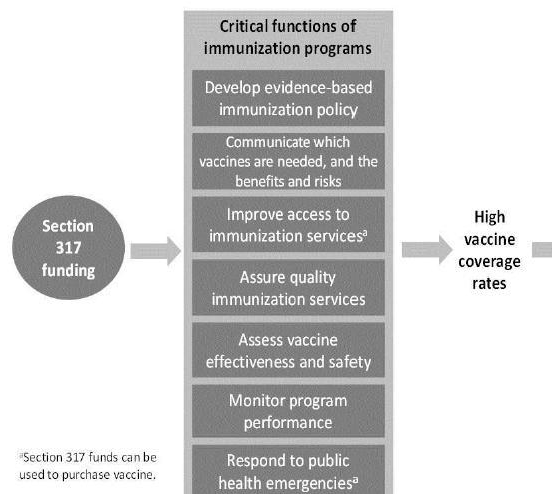 Critical functions of
immunization programs
Develop evidence-based
immunization policy
Communicate which
vaccines are needed, and the
benefits and risks
Section
317
funding
Improve access to
immunization servicesᵃ
High
vaccine
coverage
rates
Assure quality
immunization services
Assess vaccine
effectiveness and safety
Monitor program
performance
Respond to public
health emergenciesᵃ
ᵃSection 317 funds can be
used to purchase vaccine.